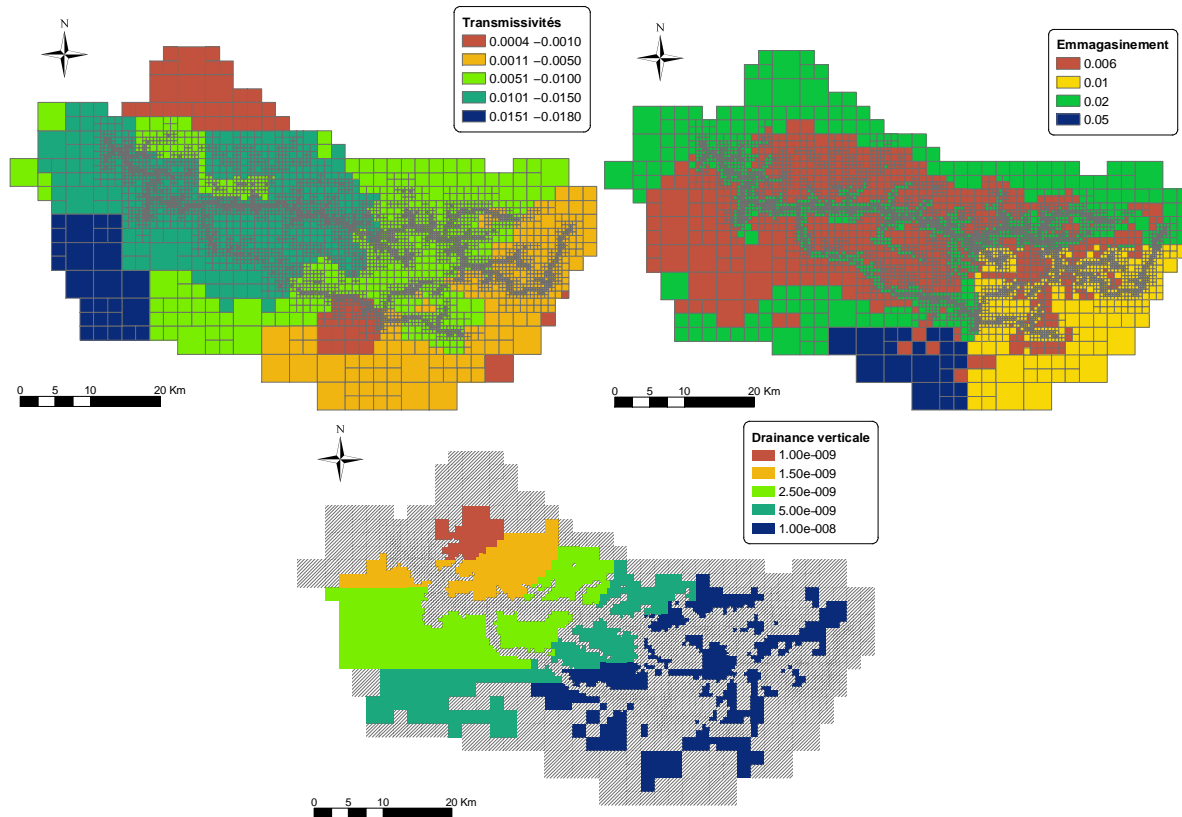 N
Transmissivités
0.0004 –0.0010
0.0011 –0.0050
0.0051 –0.0100
0.0101 –0.0150
0.0151 –0.0180
0 5 10 20 Km
N
Emmagasinement
0.006
0.01
0.02
0.05
0 5 10 20 Km
N
Drainance verticale
1.00e-009
1.50e-009
2.50e-009
5.00e-009
1.00e-008
0 5 10 20 Km